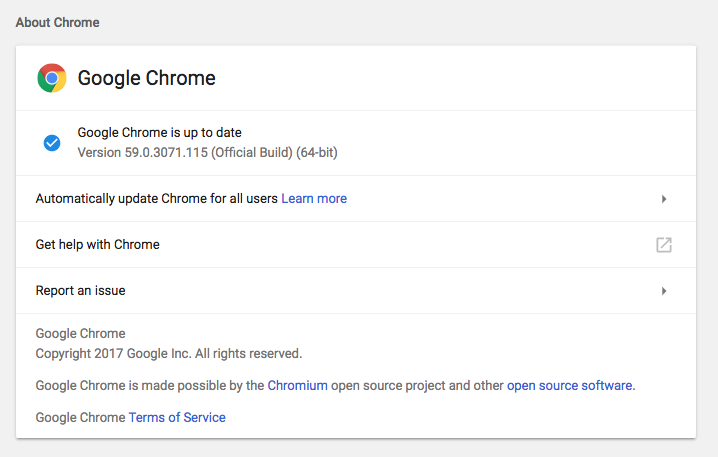 About Chrome
Google Chrome
Google Chrome is up to date
Version 59.0.3071.115 (Official Build) (64-bit)
Automatically update Chrome for all users Learn more
Get help with Chrome
Report an issue
Google Chrome
Copyright 2017 Google Inc. All rights reserved.
Google Chrome is made possible by the Chromium open source project and other open source software.
Google Chrome Terms of Service